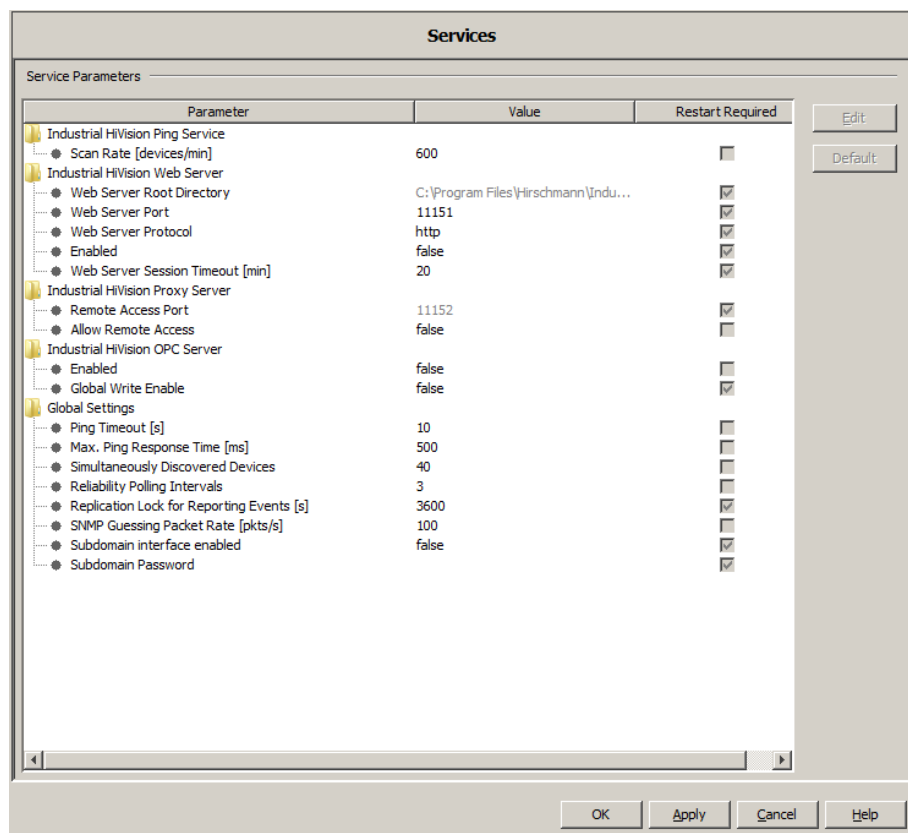 Services
Service Parameters
Parameter Value Restart Required
Industrial HiVision Ping Service
Scan Rate [devices/min] 600
Industrial HiVision Web Server
Web Server Root Directory C:\Program Files\Hirschmann\Indu...
Web Server Port 11151
Web Server Protocol http
Enabled false
Web Server Session Timeout [min] 20
Industrial HiVision Proxy Server
Remote Access Port 11152
Allow Remote Access false
Industrial HiVision OPC Server
Enabled false
Global Write Enable false
Global Settings
Ping Timeout [s] 10
Max. Ping Response Time [ms] 500
Simultaneously Discovered Devices 40
Reliability Polling Intervals 3
Replication Lock for Reporting Events [s] 3600
SNMP Guessing Packet Rate [pkts/s] 100
Subdomain interface enabled false
Subdomain Password
Edit
Default
OK Apply Cancel Help